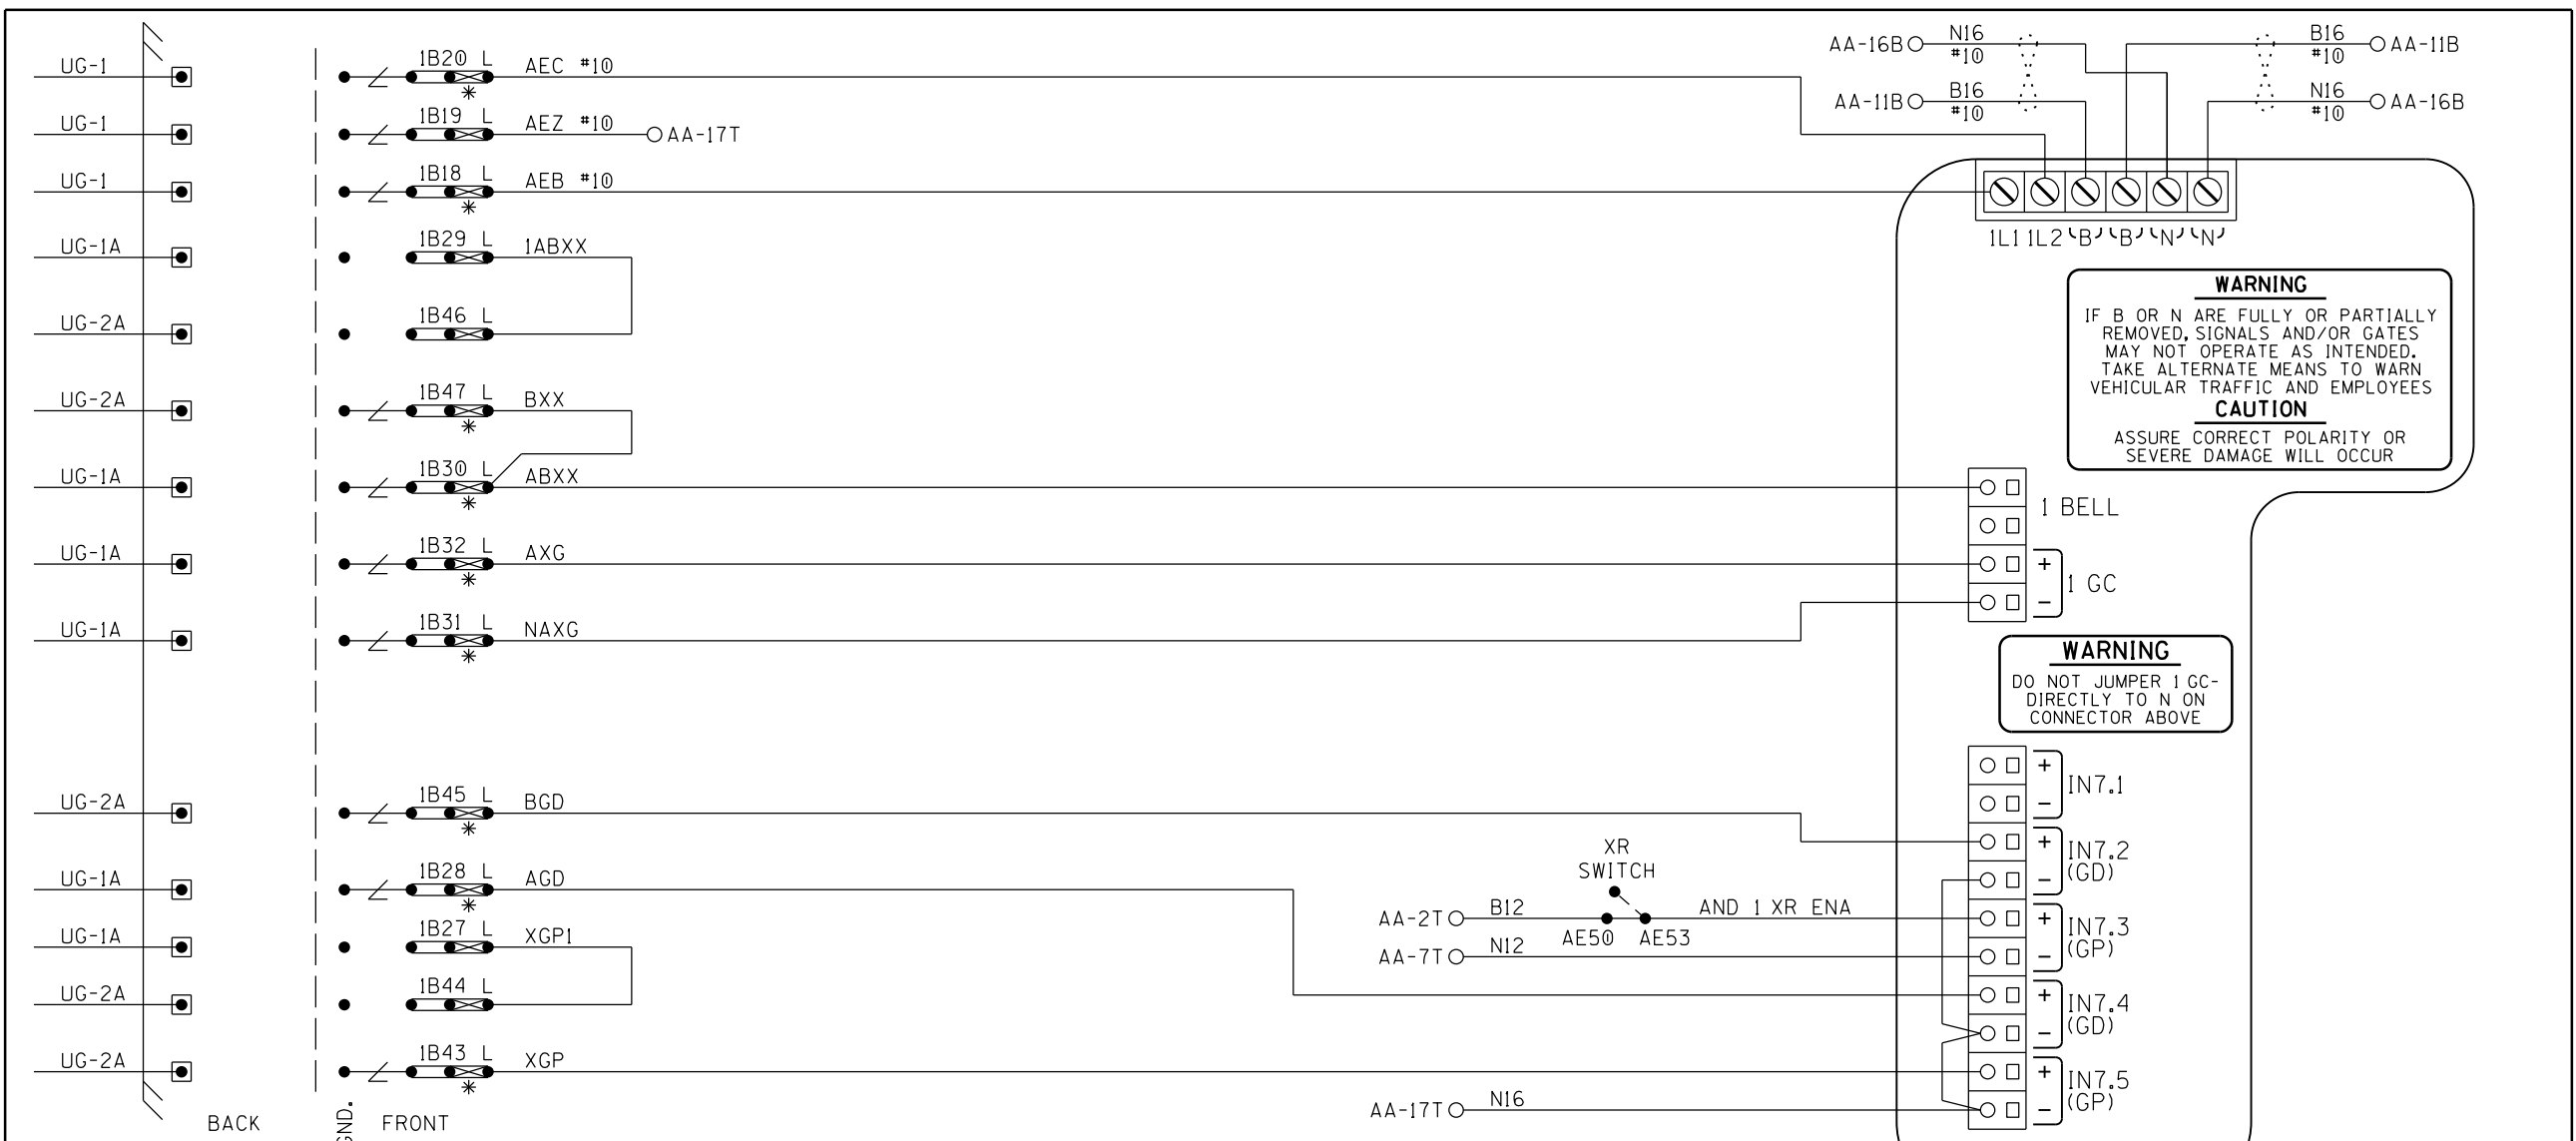 UG-1 1B20 L AEC #10
UG-1 1B19 L AEZ #10 AA-17T
UG-1 1B18 L AEB #10
UG-1A 1B29 L 1ABXX
UG-2A 1B46 L
UG-2A 1B47 L BXX
* 
UG-1A 1B30 L ABXX
UG-1A 1B32 L AXG
UG-1A 1B31 L NAXG
UG-2A 1B45 L BGD
UG-1A 1B28 L AGD
UG-1A 1B27 L XGP1
UG-2A 1B44 L
UG-2A 1B43 L XGP
BACK
GND.
FRONT
AA-16B N16 #10
AA-11B B16 #10
B16 #10 AA-11B
N16 #10 AA-16B
1L1 1L2 B B N N
WARNING
IF B OR N ARE FULLY OR PARTIALLY
REMOVED, SIGNALS AND/OR GATES
MAY NOT OPERATE AS INTENDED.
TAKE ALTERNATE MEANS TO WARN
VEHICULAR TRAFFIC AND EMPLOYEES
CAUTION
ASSURE CORRECT POLARITY OR
SEVERE DAMAGE WILL OCCUR
1 BELL
+
1 GC
-
WARNING
DO NOT JUMPER 1 GC-
DIRECTLY TO N ON
CONNECTOR ABOVE
+
IN7.1
-
+
IN7.2
(GD)
-
XR
SWITCH
AA-2T B12 AND 1 XR ENA
AE50 AE53
AA-7T N12
+
IN7.3
(GP)
-
+
IN7.4
(GD)
-
+
IN7.5
(GP)
-
AA-17T N16